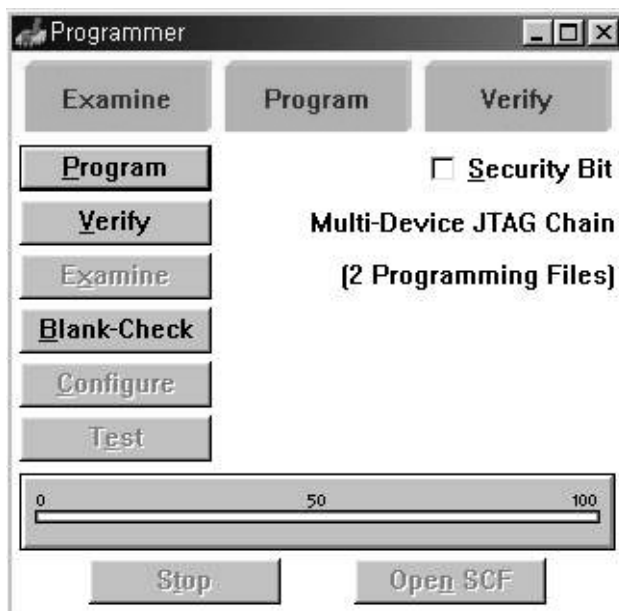 Programmer
Examine Program Verify
Program
Security Bit
Verify
Multi-Device JTAG Chain
Examine
(2 Programming Files)
Blank-Check
Configure
Test
0 50 100
Stop Open SCF